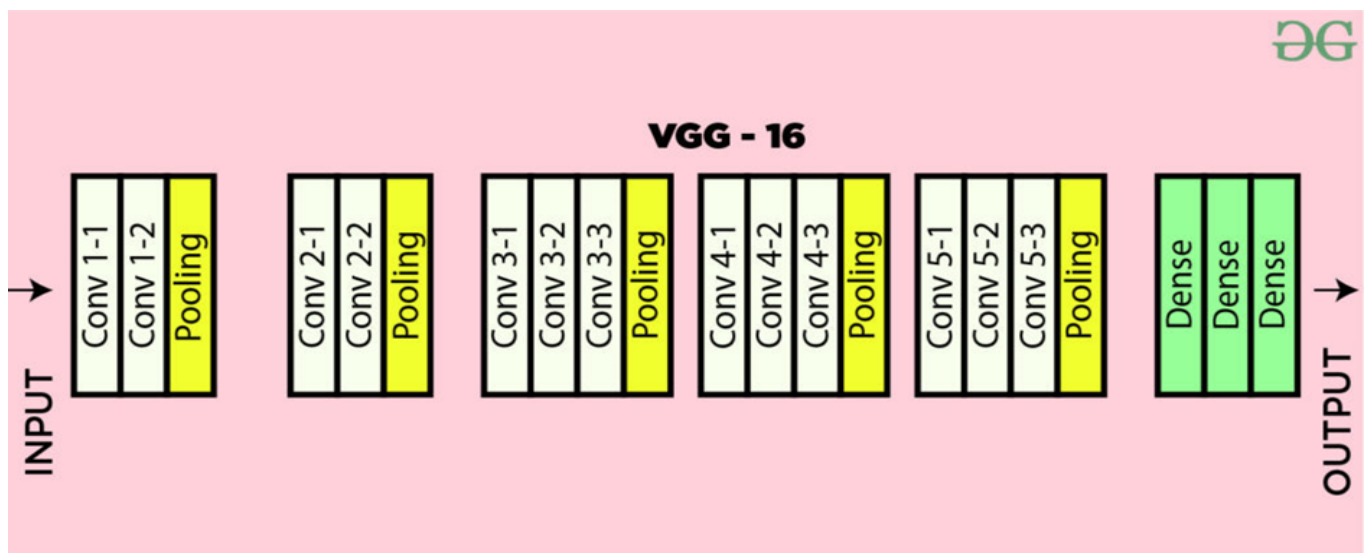 GG
VGG - 16
INPUT
Conv 1-1
Conv 1-2
Pooling
Conv 2-1
Conv 2-2
Pooling
Conv 3-1
Conv 3-2
Conv 3-3
Pooling
Conv 4-1
Conv 4-2
Conv 4-3
Pooling
Conv 5-1
Conv 5-2
Conv 5-3
Pooling
Dense
Dense
Dense
OUTPUT